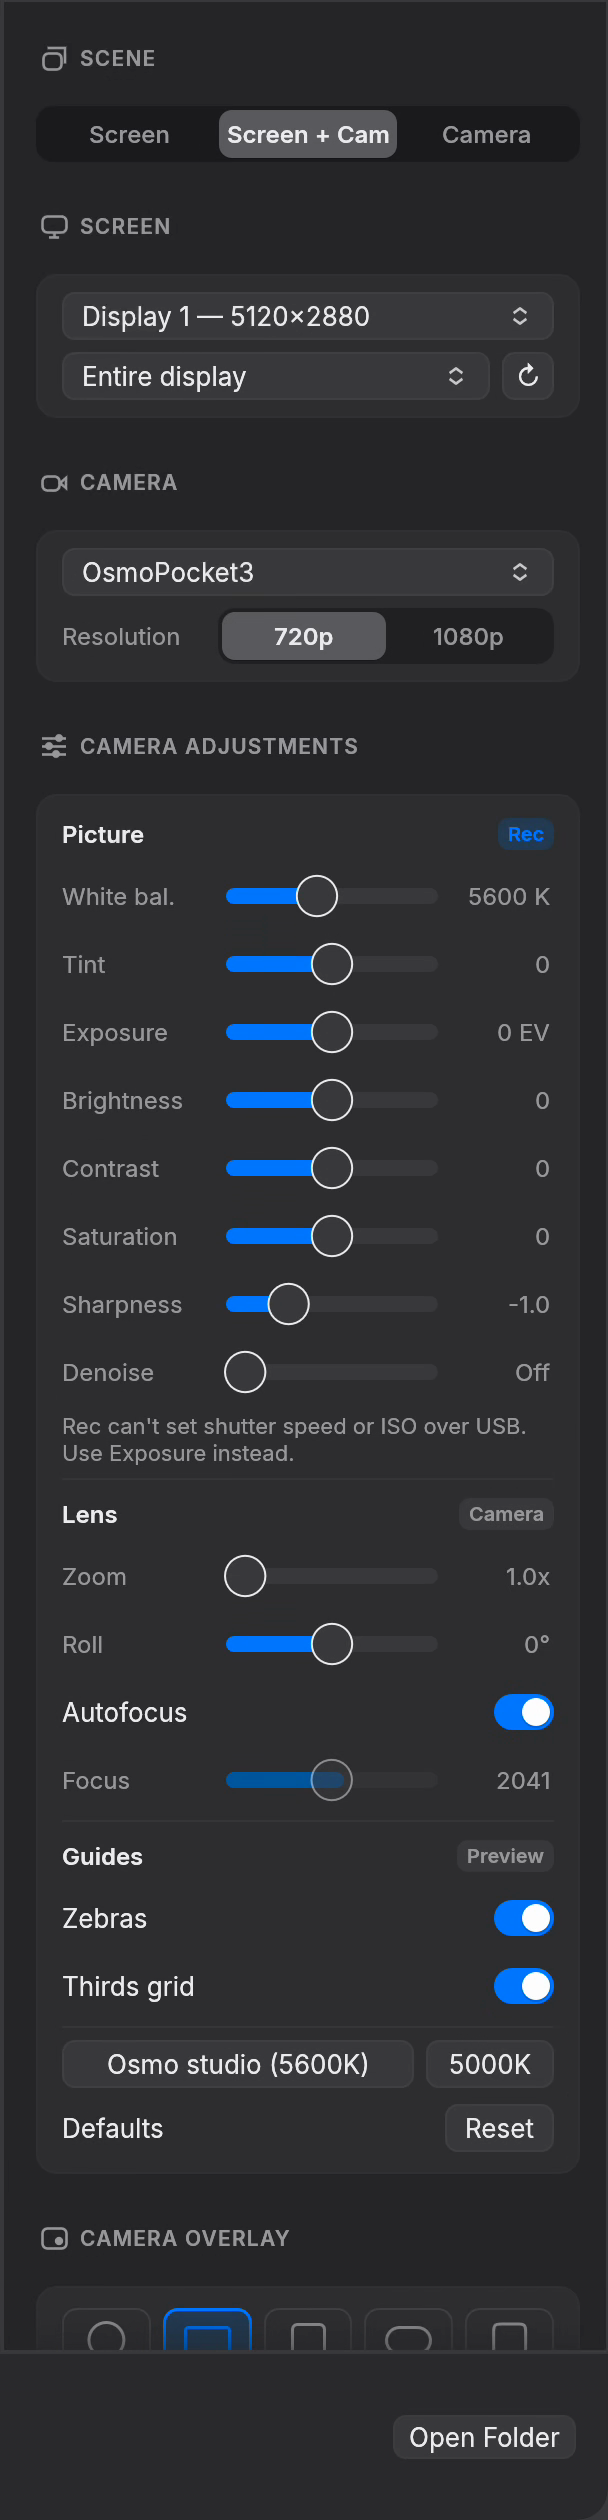 SCENE
Screen
Screen + Cam
Camera
SCREEN
Display 1 — 5120×2880
Entire display
CAMERA
OsmoPocket3
Resolution
720p
1080p
CAMERA ADJUSTMENTS
Picture
Rec
White bal.
5600 K
Tint
0
Exposure
0 EV
Brightness
0
Contrast
0
Saturation
0
Sharpness
-1.0
Denoise
Off
Rec can't set shutter speed or ISO over USB.
Use Exposure instead.
Lens
Camera
Zoom
1.0x
Roll
0°
Autofocus
Focus
2041
Guides
Preview
Zebras
Thirds grid
Osmo studio (5600K)
5000K
Defaults
Reset
CAMERA OVERLAY
Open Folder